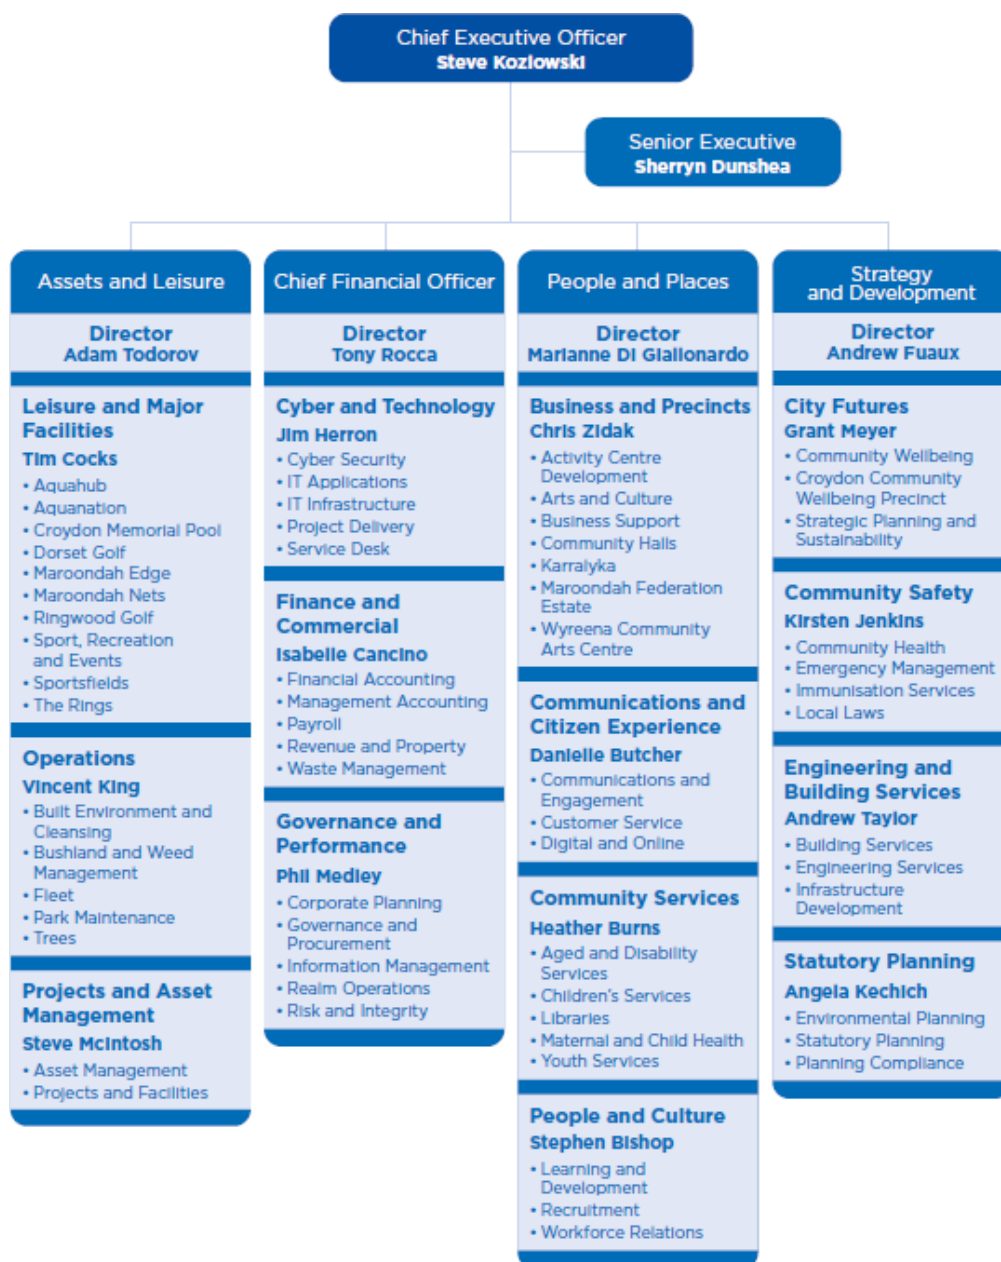 Chief Executive Officer
Steve Kozlowski
Senior Executive
Sherryn Dunshea
Assets and Leisure
Director
Adam Todorov
Leisure and Major
Facilities
Tim Cocks
• Aquahub
• Aquanation
• Croydon Memorial Pool
• Dorset Golf
• Maroondah Edge
• Maroondah Nets
• Ringwood Golf
• Sport, Recreation
and Events
• Sportsfields
• The Rings
Operations
Vincent King
• Built Environment and
Cleansing
• Bushland and Weed
Management
• Fleet
• Park Maintenance
• Trees
Projects and Asset
Management
Steve McIntosh
• Asset Management
• Projects and Facilities
Chief Financial Officer
Director
Tony Rocca
Cyber and Technology
Jim Herron
• Cyber Security
• IT Applications
• IT Infrastructure
• Project Delivery
• Service Desk
Finance and
Commercial
Isabelle Cancino
• Financial Accounting
• Management Accounting
• Payroll
• Revenue and Property
• Waste Management
Governance and
Performance
Phil Medley
• Corporate Planning
• Governance and
Procurement
• Information Management
• Realm Operations
• Risk and Integrity
People and Places
Director
Marianne Di Giallonardo
Business and Precincts
Chris Zidak
• Activity Centre
Development
• Arts and Culture
• Business Support
• Community Halls
• Karralyka
• Maroondah Federation
Estate
• Wyreena Community
Arts Centre
Communications and
Citizen Experience
Danielle Butcher
• Communications and
Engagement
• Customer Service
• Digital and Online
Community Services
Heather Burns
• Aged and Disability
Services
• Children's Services
• Libraries
• Maternal and Child Health
• Youth Services
People and Culture
Stephen Bishop
• Learning and
Development
• Recruitment
• Workforce Relations
Strategy
and Development
Director
Andrew Fuaux
City Futures
Grant Meyer
• Community Wellbeing
• Croydon Community
Wellbeing Precinct
• Strategic Planning and
Sustainability
Community Safety
Kirsten Jenkins
• Community Health
• Emergency Management
• Immunisation Services
• Local Laws
Engineering and
Building Services
Andrew Taylor
• Building Services
• Engineering Services
• Infrastructure
Development
Statutory Planning
Angela Kechich
• Environmental Planning
• Statutory Planning
• Planning Compliance